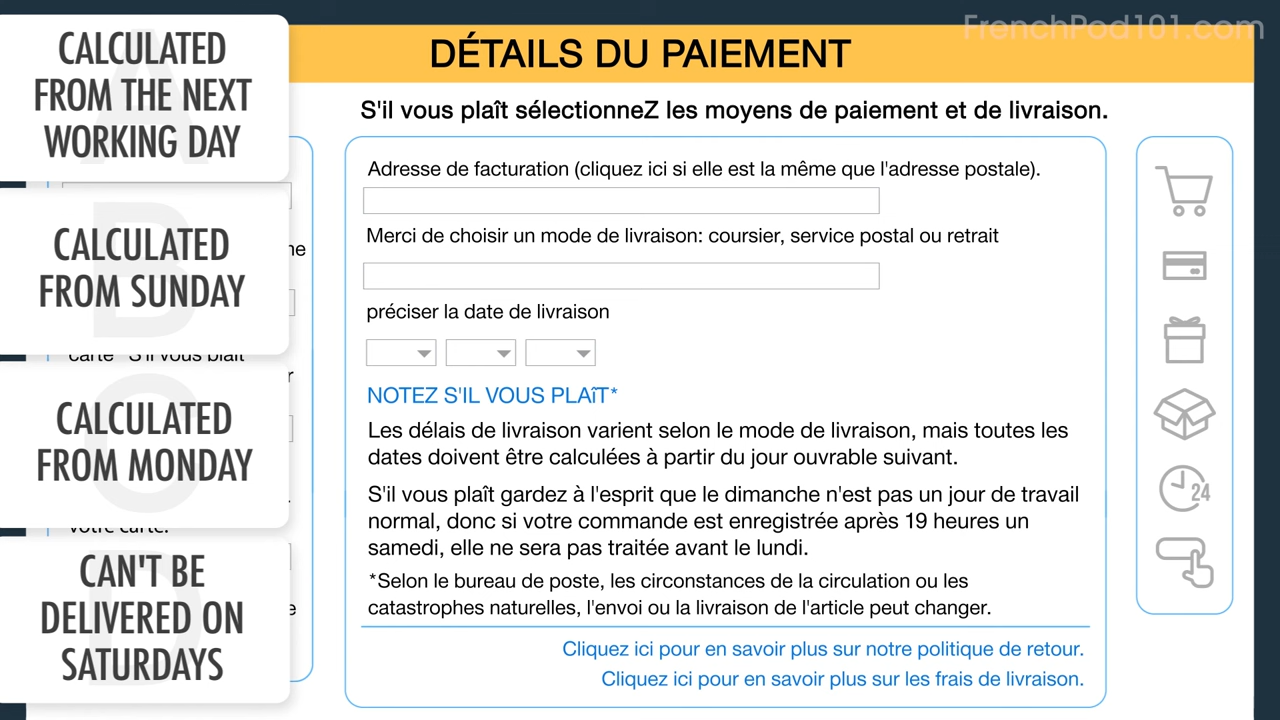 FrenchPod101.com
DÉTAILS DU PAIEMENT
S'il vous plaît sélectionneZ les moyens de paiement et de livraison.
CALCULATED
FROM THE NEXT
WORKING DAY
CALCULATED
FROM SUNDAY
CALCULATED
FROM MONDAY
CAN'T BE
DELIVERED ON
SATURDAYS
votre carte.
Adresse de facturation (cliquez ici si elle est la même que l'adresse postale).
Merci de choisir un mode de livraison: coursier, service postal ou retrait
préciser la date de livraison
NOTEZ S'IL VOUS PLAîT*
Les délais de livraison varient selon le mode de livraison, mais toutes les
dates doivent être calculées à partir du jour ouvrable suivant.
S'il vous plaît gardez à l'esprit que le dimanche n'est pas un jour de travail
normal, donc si votre commande est enregistrée après 19 heures un
samedi, elle ne sera pas traitée avant le lundi.
*Selon le bureau de poste, les circonstances de la circulation ou les
catastrophes naturelles, l'envoi ou la livraison de l'article peut changer.
Cliquez ici pour en savoir plus sur notre politique de retour.
Cliquez ici pour en savoir plus sur les frais de livraison.
24